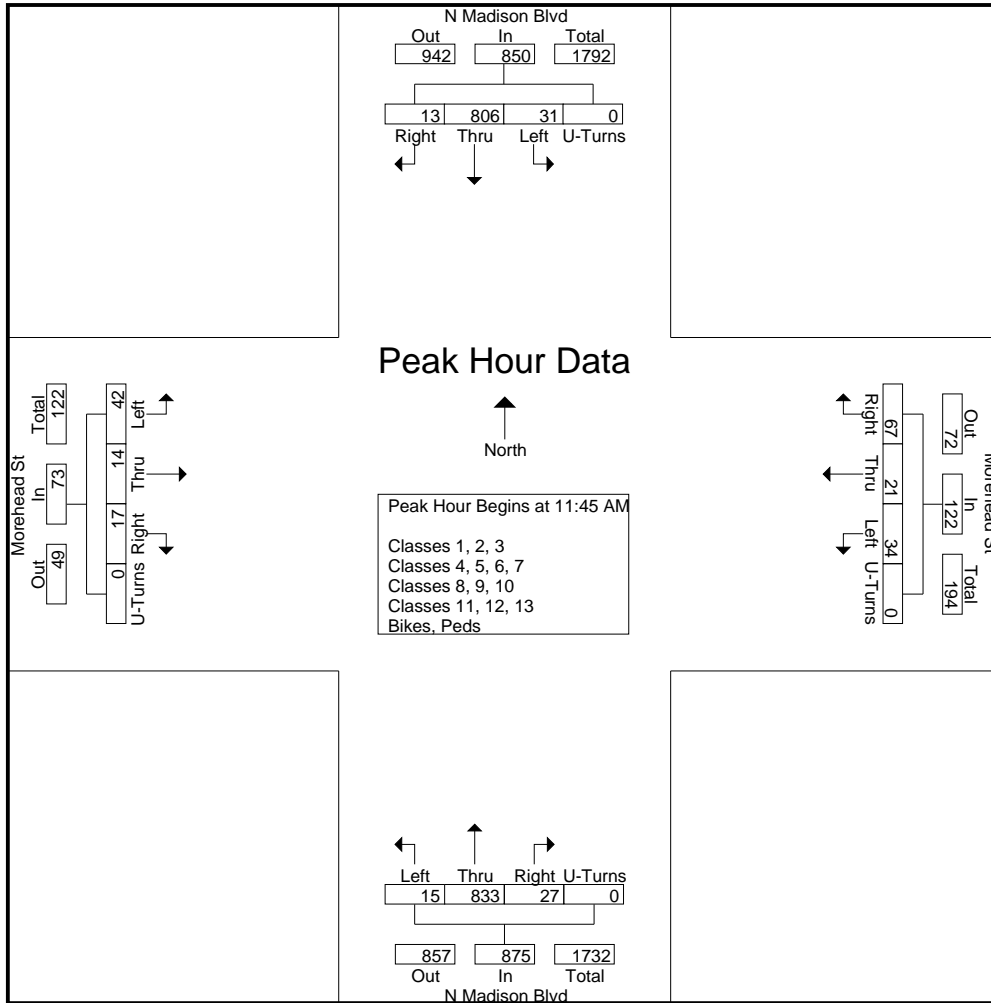 N Madison Blvd
Out In Total
942 850 1792
13 806 31 0
Right Thru Left U-Turns
Peak Hour Data
North
Peak Hour Begins at 11:45 AM
Classes 1, 2, 3
Classes 4, 5, 6, 7
Classes 8, 9, 10
Classes 11, 12, 13
Bikes, Peds
Morehead St
Out In Total
49 73 122
0 17 14 42
U-Turns Right Thru Left
Morehead St
Out In Total
72 122 194
67 21 34 0
Right Thru Left U-Turns
Left Thru Right U-Turns
15 833 27 0
857 875 1732
Out In Total
N Madison Blvd